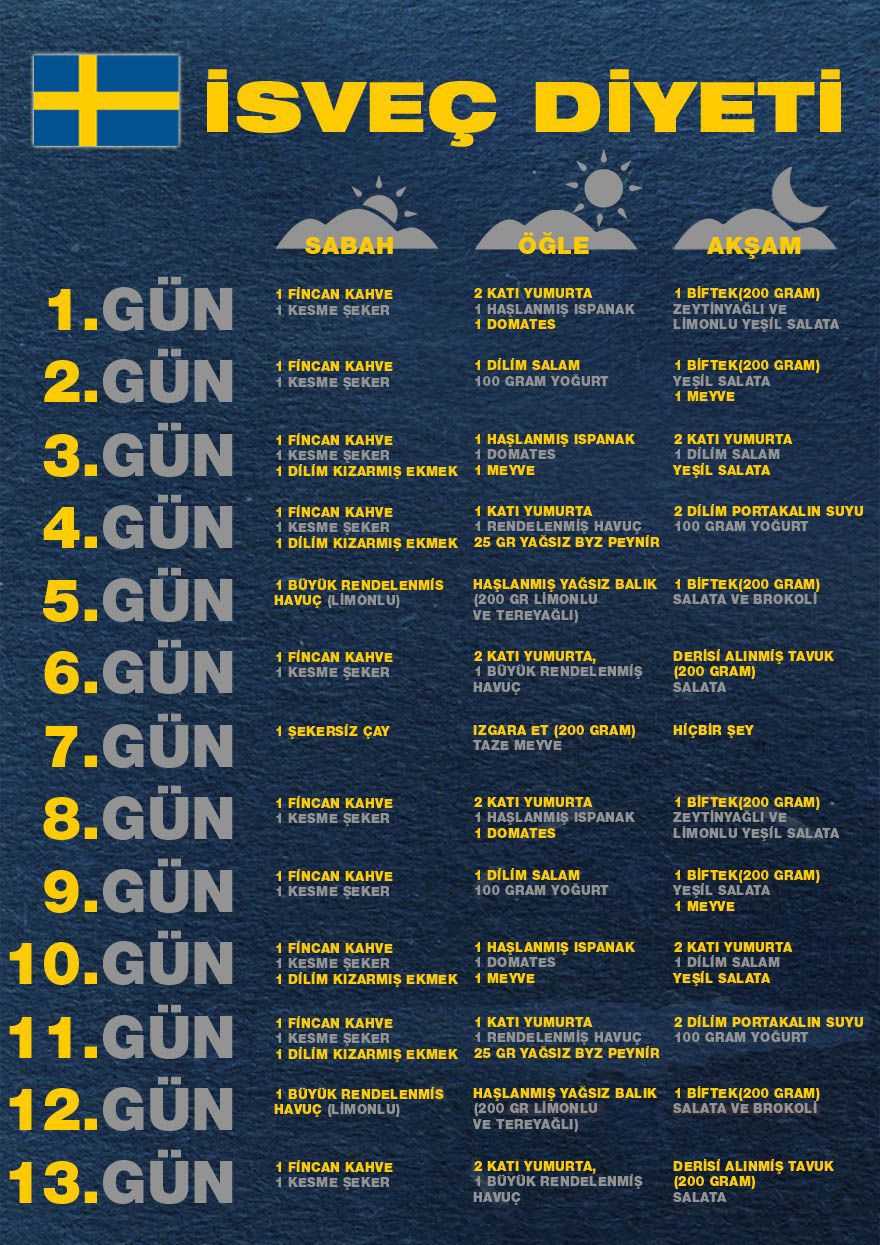 İSVEÇ DİYETİ
SABAH
ÖĞLE
AKŞAM
1.GÜN
1 FİNCAN KAHVE
1 KESME ŞEKER
2 KATI YUMURTA
1 HAŞLANMIŞ ISPANAK
1 DOMATES
1 BİFTEK(200 GRAM)
ZEYTİNYAĞLI VE
LİMONLU YEŞİL SALATA
2.GÜN
1 FİNCAN KAHVE
1 KESME ŞEKER
1 DİLİM SALAM
100 GRAM YOĞURT
1 BİFTEK(200 GRAM)
YEŞİL SALATA
1 MEYVE
3.GÜN
1 FİNCAN KAHVE
1 KESME ŞEKER
1 DİLİM KIZARMIŞ EKMEK
1 HAŞLANMIŞ ISPANAK
1 DOMATES
1 MEYVE
2 KATI YUMURTA
1 DİLİM SALAM
YEŞİL SALATA
4.GÜN
1 FİNCAN KAHVE
1 KESME ŞEKER
1 DİLİM KIZARMIŞ EKMEK
1 KATI YUMURTA
1 RENDELENMİŞ HAVUÇ
25 GR YAĞSIZ BYZ PEYNİR
2 DİLİM PORTAKALIN SUYU
100 GRAM YOĞURT
5.GÜN
1 BÜYÜK RENDELENMİS
HAVUÇ (LİMONLU)
HAŞLANMIŞ YAĞSIZ BALIK
(200 GR LİMONLU
VE TEREYAĞLI)
1 BİFTEK(200 GRAM)
SALATA VE BROKOLİ
6.GÜN
1 FİNCAN KAHVE
1 KESME ŞEKER
2 KATI YUMURTA,
1 BÜYÜK RENDELENMİŞ
HAVUÇ
DERİSİ ALINMIŞ TAVUK
(200 GRAM)
SALATA
7.GÜN
1 ŞEKERSİZ ÇAY
IZGARA ET (200 GRAM)
TAZE MEYVE
HİÇBİR ŞEY
8.GÜN
1 FİNCAN KAHVE
1 KESME ŞEKER
2 KATI YUMURTA
1 HAŞLANMIŞ ISPANAK
1 DOMATES
1 BİFTEK(200 GRAM)
ZEYTİNYAĞLI VE
LİMONLU YEŞİL SALATA
9.GÜN
1 FİNCAN KAHVE
1 KESME ŞEKER
1 DİLİM SALAM
100 GRAM YOĞURT
1 BİFTEK(200 GRAM)
YEŞİL SALATA
1 MEYVE
10.GÜN
1 FİNCAN KAHVE
1 KESME ŞEKER
1 DİLİM KIZARMIŞ EKMEK
1 HAŞLANMIŞ ISPANAK
1 DOMATES
1 MEYVE
2 KATI YUMURTA
1 DİLİM SALAM
YEŞİL SALATA
11.GÜN
1 FİNCAN KAHVE
1 KESME ŞEKER
1 DİLİM KIZARMIŞ EKMEK
1 KATI YUMURTA
1 RENDELENMİŞ HAVUÇ
25 GR YAĞSIZ BYZ PEYNİR
2 DİLİM PORTAKALIN SUYU
100 GRAM YOĞURT
12.GÜN
1 BÜYÜK RENDELENMİS
HAVUÇ (LİMONLU)
HAŞLANMIŞ YAĞSIZ BALIK
(200 GR LİMONLU
VE TEREYAĞLI)
1 BİFTEK(200 GRAM)
SALATA VE BROKOLİ
13.GÜN
1 FİNCAN KAHVE
1 KESME ŞEKER
2 KATI YUMURTA,
1 BÜYÜK RENDELENMİŞ
HAVUÇ
DERİSİ ALINMIŞ TAVUK
(200 GRAM)
SALATA